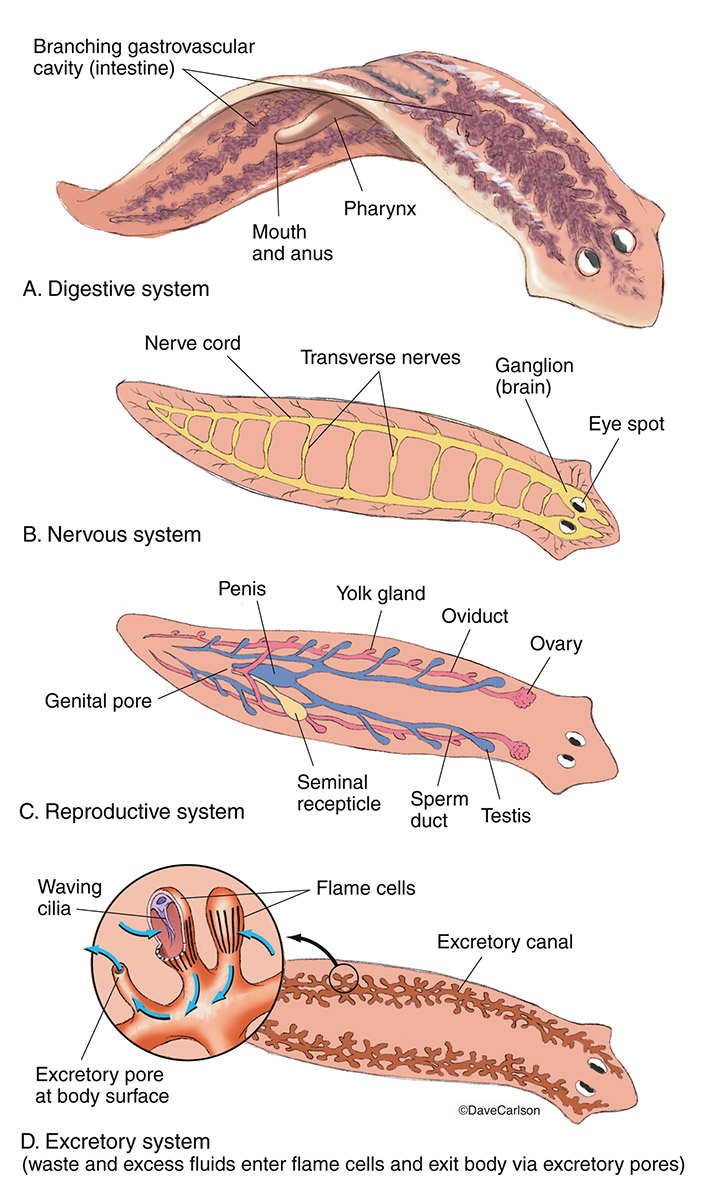 Branching gastrovascular
cavity (intestine)
Pharynx
Mouth
and anus
A. Digestive system
Nerve cord
Transverse nerves
Ganglion
(brain)
Eye spot
B. Nervous system
Penis
Yolk gland
Oviduct
Ovary
Genital pore
Seminal
recepticle
Sperm
duct
Testis
C. Reproductive system
Waving
cilia
Flame cells
Excretory canal
Excretory pore
at body surface
©DaveCarlson
D. Excretory system
(waste and excess fluids enter flame cells and exit body via excretory pores)